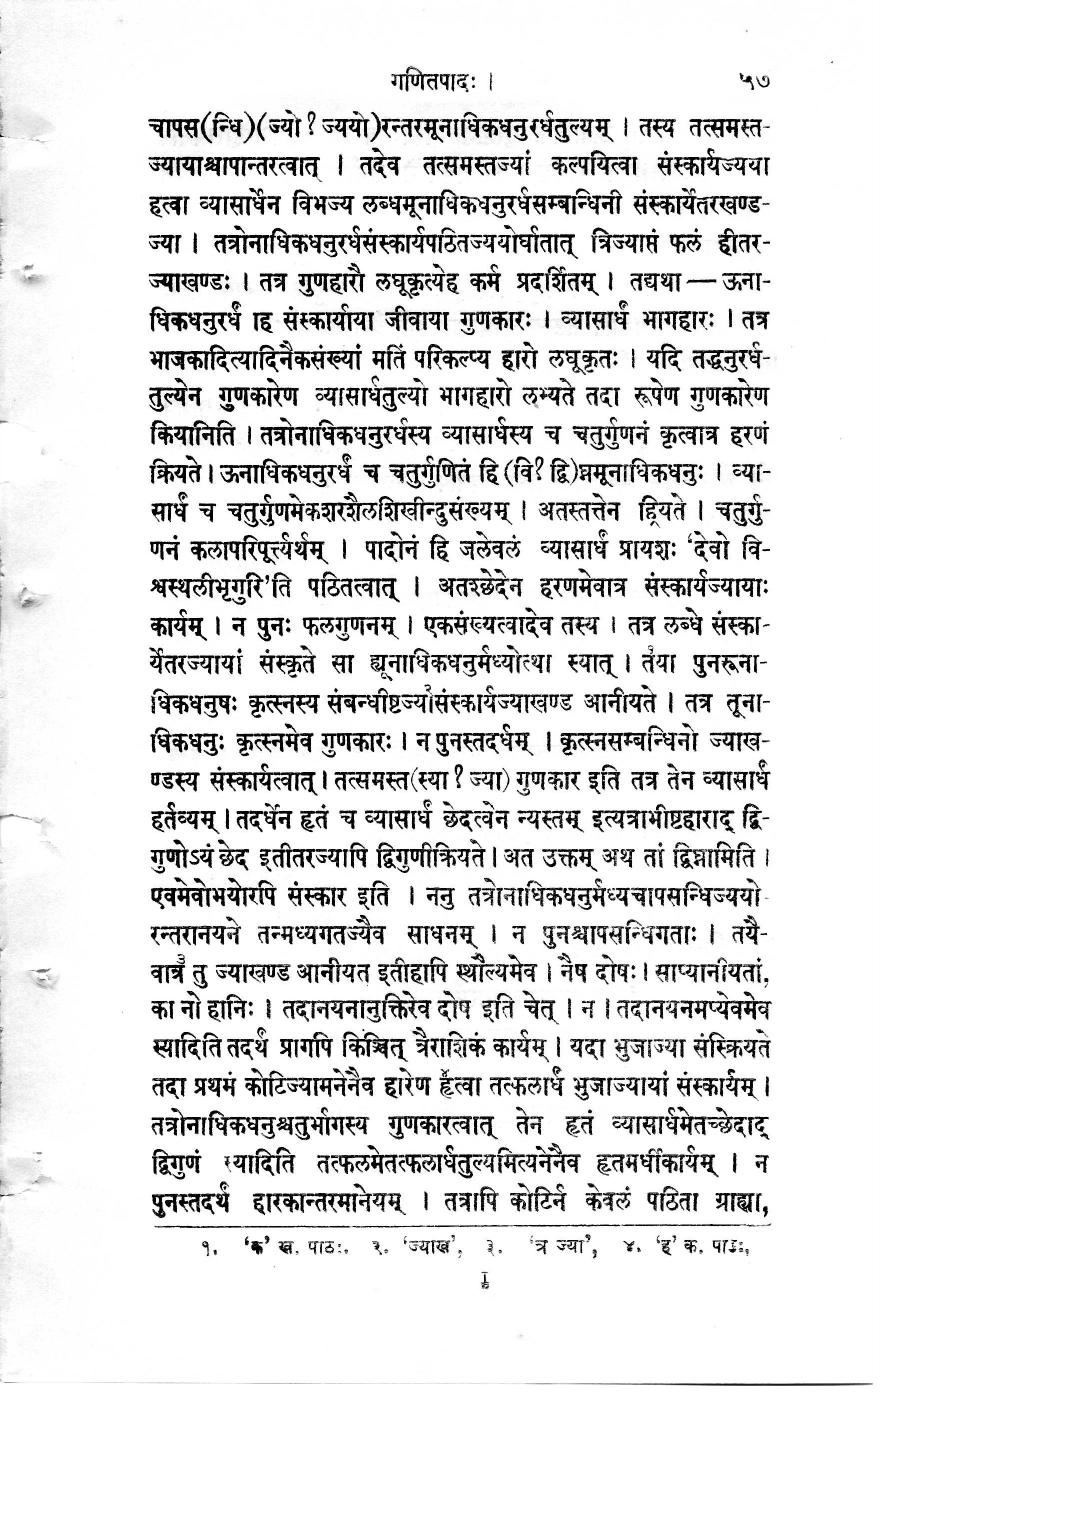 गणितपादः । ५७
चापस(न्धि)(ज्यो ? ज्ययो)रन्तरमूनाधिकधनुरर्धतुल्यम् । तस्य तत्समस्त-
ज्यायाश्चापान्तरत्वात् । तदेव तत्समस्तज्यां कल्पयित्वा संस्कार्यज्यया
हत्वा व्यासार्धेन विभज्य लब्धमूनाधिकधनुरर्धसम्बन्धिनी संस्कार्येतरखण्ड-
ज्या । तत्रोनाधिकधनुरर्धसंस्कार्यपठितज्ययोर्घातात् त्रिज्याप्तं फलं हीतर-
ज्याखण्डः । तत्र गुणहारौ लघूकृत्येह कर्म प्रदर्शितम् । तद्यथा — ऊना-
धिकधनुरर्धं ाह संस्कार्याया जीवाया गुणकारः । व्यासार्धं भागहारः । तत्र
भाजकादित्यादिनैकसंख्यां मतिं परिकल्प्य हारो लघूकृतः । यदि तद्धनुरर्ध-
तुल्येन गुणकारेण व्यासार्धतुल्यो भागहारो लभ्यते तदा रूपेण गुणकारेण
कियानिति । तत्रोनाधिकधनुरर्धस्य व्यासार्धस्य च चतुर्गुणनं कृत्वात्र हरणं
क्रियते । ऊनाधिकधनुरर्धं च चतुर्गुणितं हि (वि? द्वि)घ्नमूनाधिकधनुः । व्या-
सार्धं च चतुर्गुणमेकशरशैलशिखीन्दुसंख्यम् । अतस्तत्तेन ह्रियते । चतुर्गु-
णनं कलापरिपूर्त्त्यर्थम् । पादोनं हि जलेवलं व्यासार्धं प्रायशः ‘देवो वि-
श्वस्थलीभृगुरि’ति पठितत्वात् । अतश्छेदेन हरणमेवात्र संस्कार्यज्यायाः
कार्यम् । न पुनः फलगुणनम् । एकसंख्यत्वादेव तस्य । तत्र लब्धे संस्का-
र्येतरज्यायां संस्कृते सा ह्यूनाधिकधनुर्मध्योत्था स्यात् । तया पुनरूना-
धिकधनुषः कृत्स्नस्य संबन्धीष्टज्यासंस्कार्यज्याखण्ड आनीयते । तत्र तूना-
धिकधनुः कृत्स्नमेव गुणकारः । न पुनस्तदर्धम् । कृत्स्नसम्बन्धिनो ज्याख-
ण्डस्य संस्कार्यत्वात् । तत्समस्त(स्या ? ज्या) गुणकार इति तत्र तेन व्यासार्धं
हर्तव्यम् । तदर्धेन हृतं च व्यासार्धं छेदत्वेन न्यस्तम् इत्यत्राभीष्टहाराद् द्वि-
गुणोऽयं छेद इतीतरज्यापि द्विगुणीक्रियते । अत उक्तम् अथ तां द्विघ्नामिति ।
एवमेवोभयोरपि संस्कार इति । ननु तत्रोनाधिकधनुर्मध्यचापसन्धिज्ययो-
रन्तरानयने तन्मध्यगतज्यैव साधनम् । न पुनश्चापसन्धिगताः । तयै-
वात्रै तु ज्याखण्ड आनीयत इतीहापि स्थौल्यमेव । नैष दोषः । साप्यानीयतां,
का नो हानिः । तदानयनानुक्तिरेव दोष इति चेत् । न । तदानयनमप्येवमेव
स्यादिति तदर्थं प्रागपि किञ्चित् त्रैराशिकं कार्यम् । यदा भुजाज्या संस्क्रियते
तदा प्रथमं कोटिज्यामनेनैव हारेण हृत्वा तत्फलार्धं भुजाज्यायां संस्कार्यम् ।
तत्रोनाधिकधनुश्चतुर्भागस्य गुणकारत्वात् तेन हृतं व्यासार्धमेतच्छेदाद्
द्विगुणं स्यादिति तत्फलमेतत्फलार्धतुल्यमित्यनेनैव हृतमर्धीकार्यम् । न
पुनस्तदर्थं हारकान्तरमानेयम् । तत्रापि कोटिर्न केवलं पठिता ग्राह्या,
१. ‘क’ ख. पाठः, २. ‘ज्याख’, ३. ‘त्र ज्या’, ४. ‘ह’ क. पाठः,